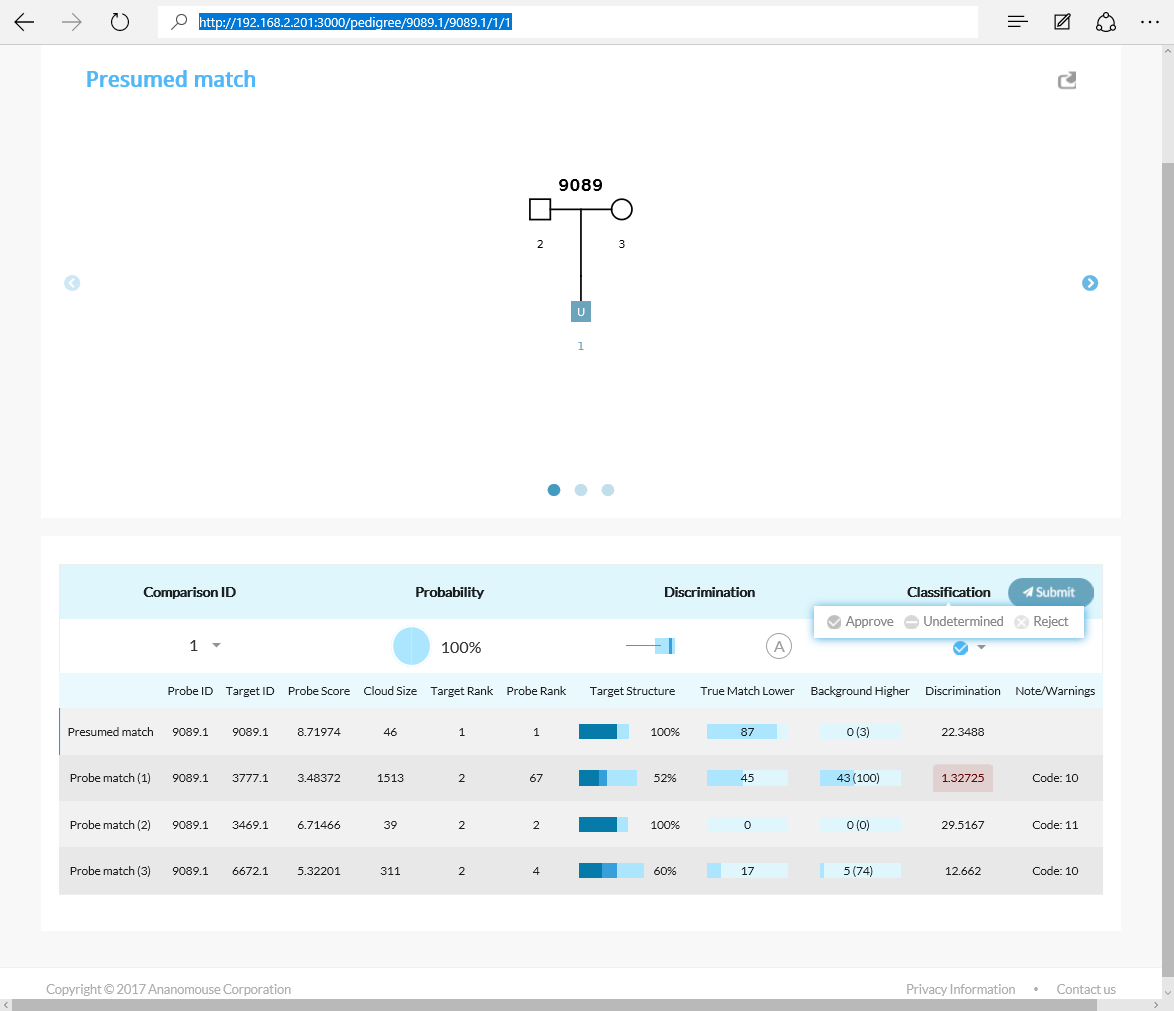 http://192.168.2.201:3000/pedigree/9089.1/9089.1/1/1
Presumed match
9089
2 3
U
1
Comparison ID Probability Discrimination Classification Submit
Approve Undetermined Reject
1 100% A
Probe ID Target ID Probe Score Cloud Size Target Rank Probe Rank Target Structure True Match Lower Background Higher Discrimination Note/Warnings
Presumed match 9089.1 9089.1 8.71974 46 1 1 100% 87 0 (3) 22.3488
Probe match (1) 9089.1 3777.1 3.48372 1513 2 67 52% 45 43 (100) 1.32725 Code: 10
Probe match (2) 9089.1 3469.1 6.71466 39 2 2 100% 0 0 (0) 29.5167 Code: 11
Probe match (3) 9089.1 6672.1 5.32201 311 2 4 60% 17 5 (74) 12.662 Code: 10
Copyright © 2017 Ananomouse Corporation Privacy Information • Contact us